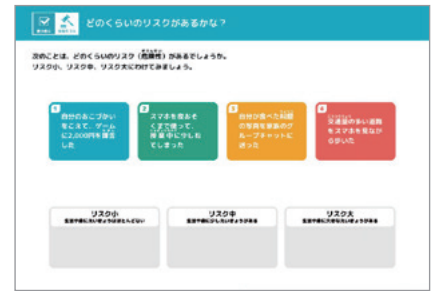 どのくらいのリスクがあるかな？
次のことは、どのくらいのリスク（危険性）があるでしょうか。
リスク小、リスク中、リスク大にわけてみましょう。
1
自分のおこづかい
をこえて、ゲーム
に2,000円を課金
した
2
スマホを夜おそ
くまで使って、
授業中に少しね
てしまった
3
自分が食べた料理
の写真を家族のグ
ループチャットに
送った
4
交通量の多い道路
をスマホを見なが
ら歩いた
リスク小
リスク中
リスク大